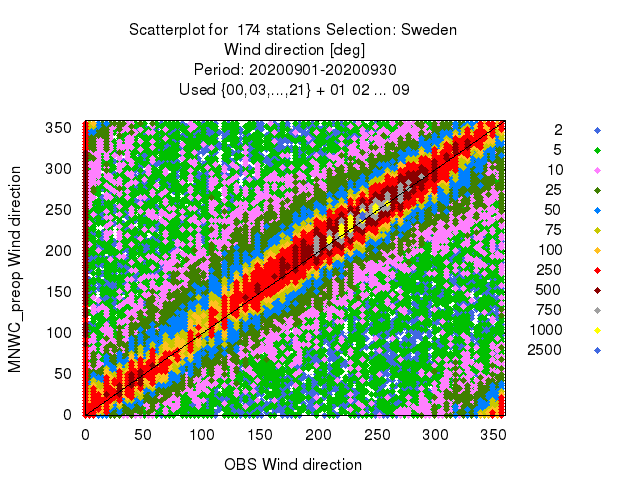 Scatterplot for  174 stations Selection: Sweden
Wind direction [deg]
Period: 20200901-20200930
Used {00,03,...,21} + 01 02 ... 09
MNWC_preop Wind direction
350
300
250
200
150
100
50
0
0 50 100 150 200 250 300 350
OBS Wind direction
2
5
10
25
50
75
100
250
500
750
1000
2500